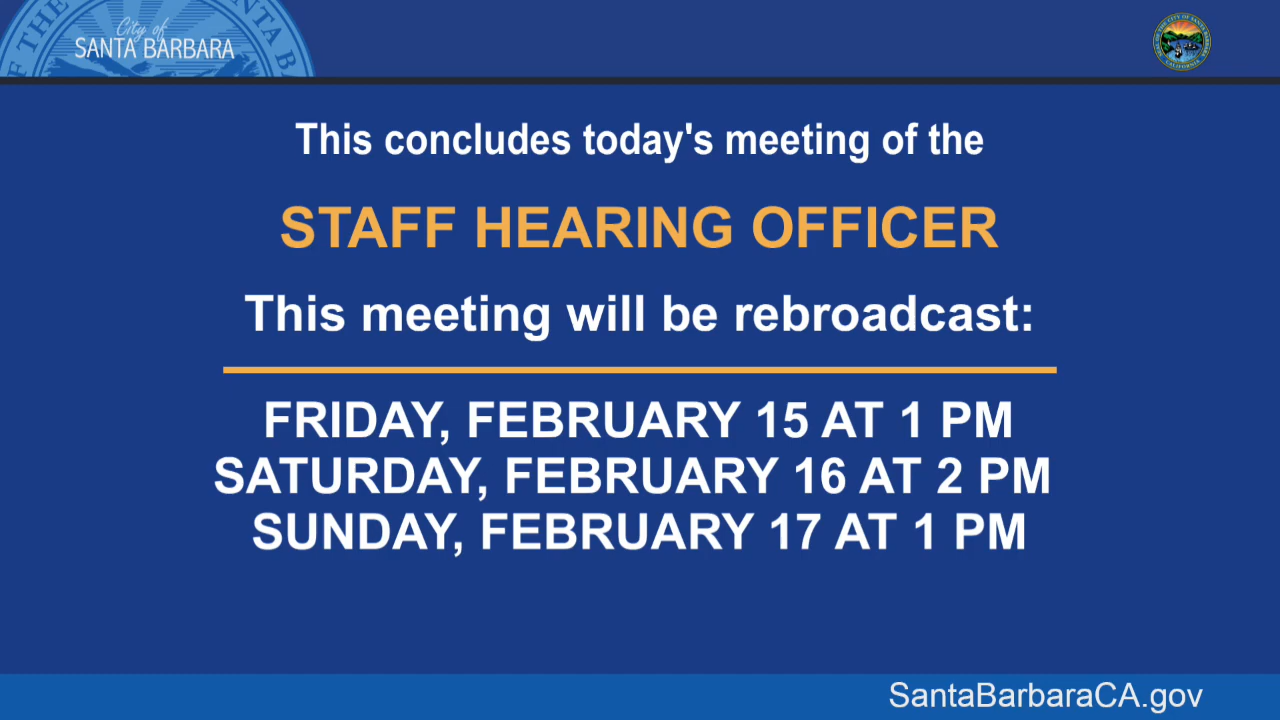 City of
SANTA BARBARA
This concludes today's meeting of the
STAFF HEARING OFFICER
This meeting will be rebroadcast:
FRIDAY, FEBRUARY 15 AT 1 PM
SATURDAY, FEBRUARY 16 AT 2 PM
SUNDAY, FEBRUARY 17 AT 1 PM
SantaBarbaraCA.gov